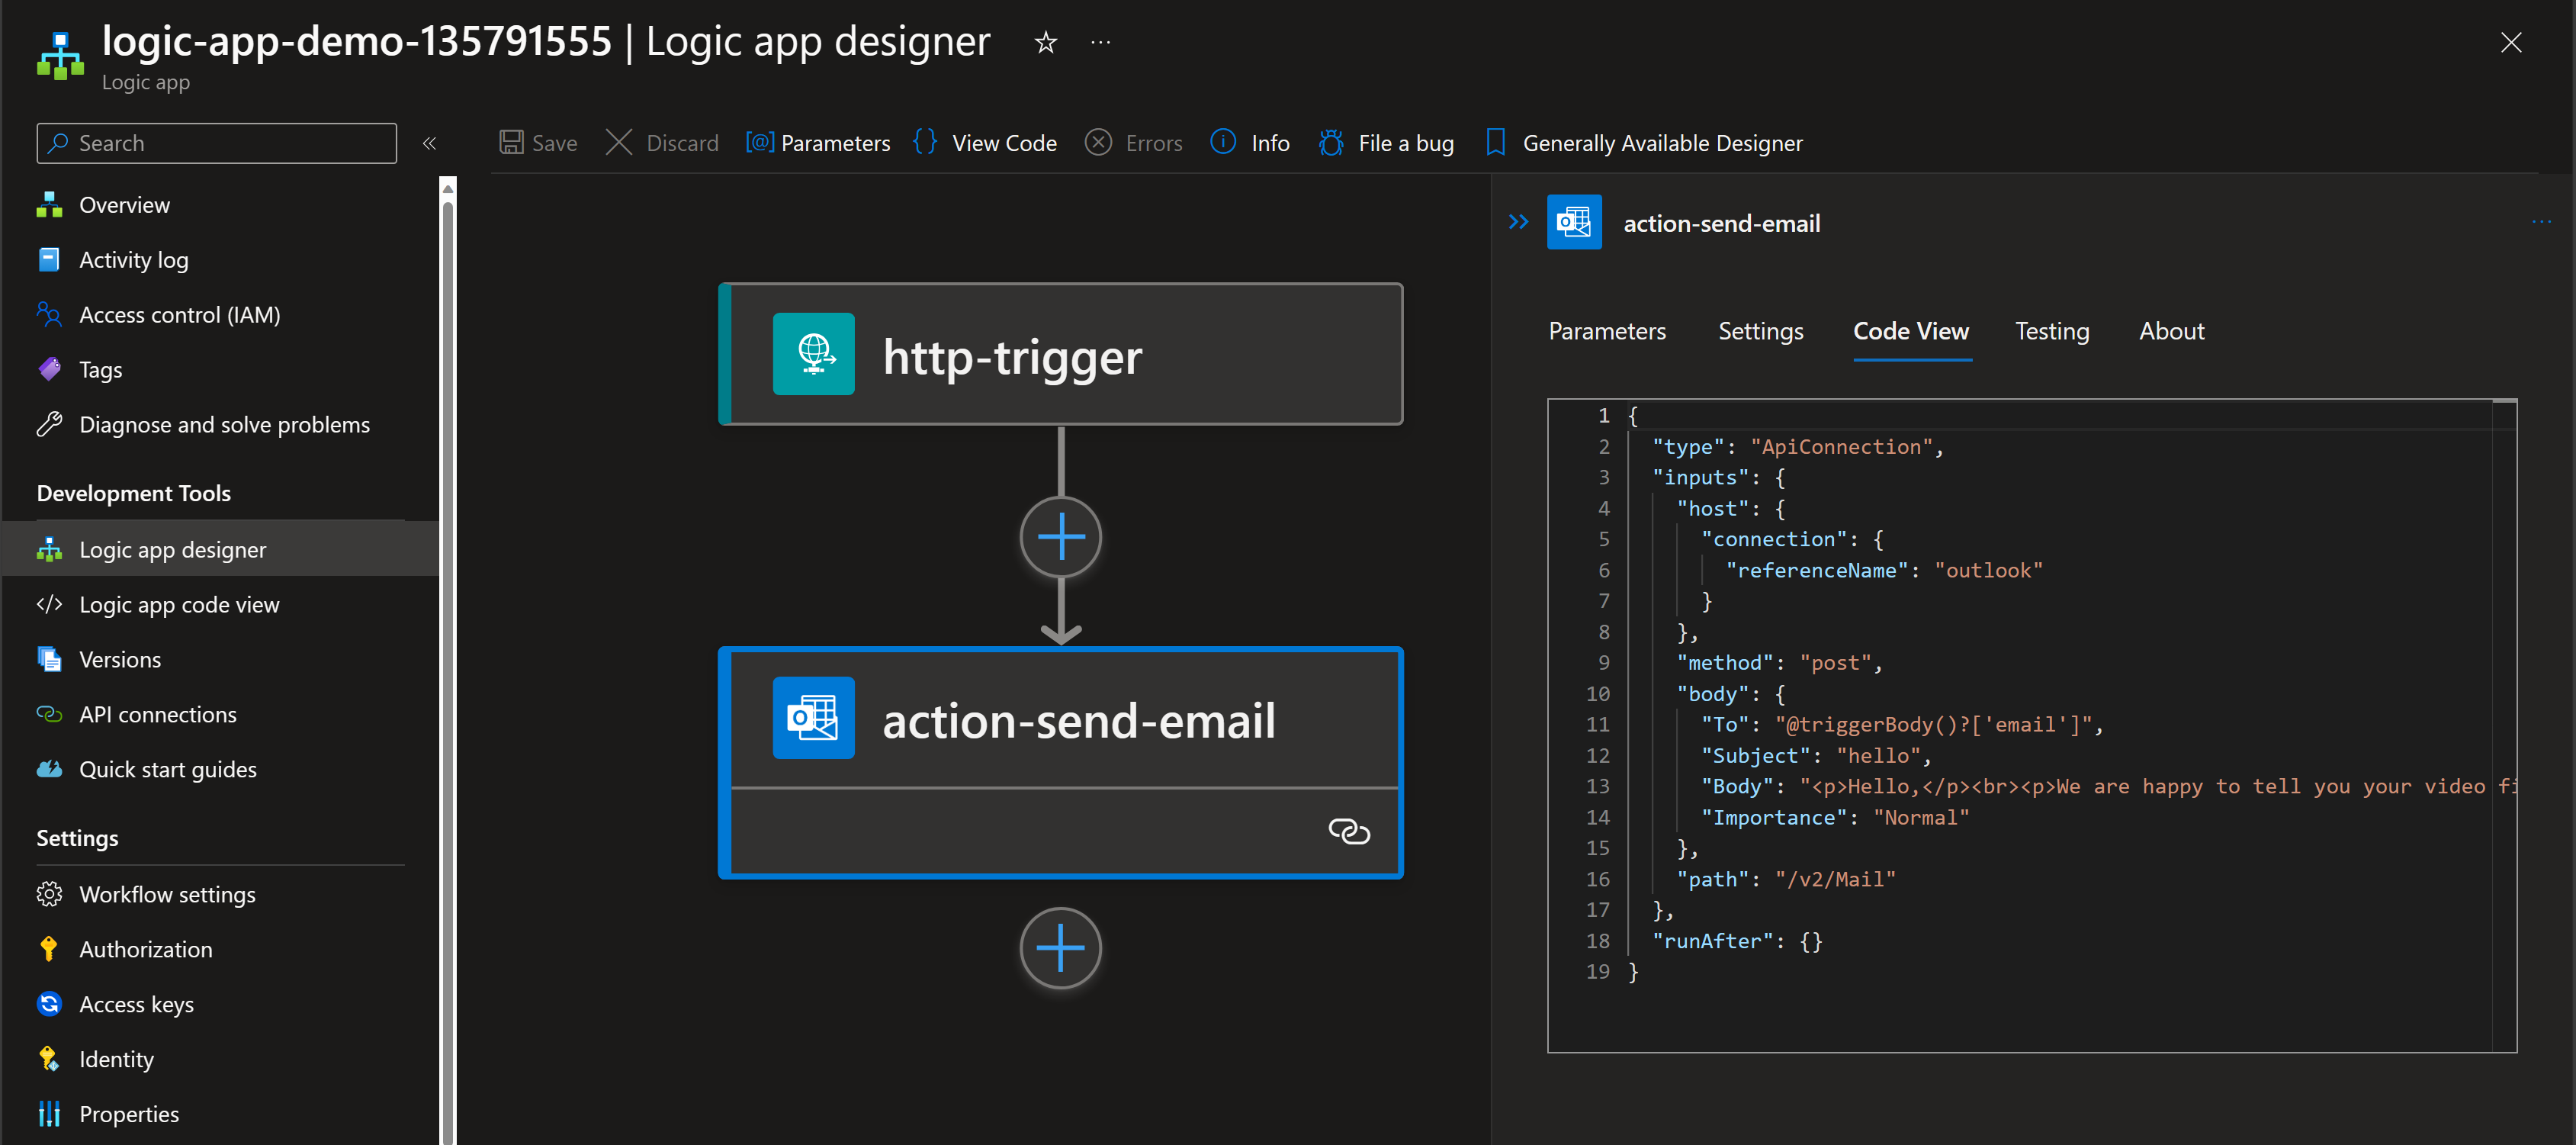 logic-app-demo-135791555 | Logic app designer
Logic app
Search
Overview
Activity log
Access control (IAM)
Tags
Diagnose and solve problems
Development Tools
Logic app designer
Logic app code view
Versions
API connections
Quick start guides
Settings
Workflow settings
Authorization
Access keys
Identity
Properties
Save Discard [@] Parameters {} View Code Errors Info File a bug Generally Available Designer
http-trigger
action-send-email
action-send-email
Parameters Settings Code View Testing About
1 {
2 "type": "ApiConnection",
3 "inputs": {
4 "host": {
5 "connection": {
6 "referenceName": "outlook"
7 }
8 },
9 "method": "post",
10 "body": {
11 "To": "@triggerBody()?['email']",
12 "Subject": "hello",
13 "Body": "<p>Hello,</p><br><p>We are happy to tell you your video fi
14 "Importance": "Normal"
15 },
16 "path": "/v2/Mail"
17 },
18 "runAfter": {}
19 }